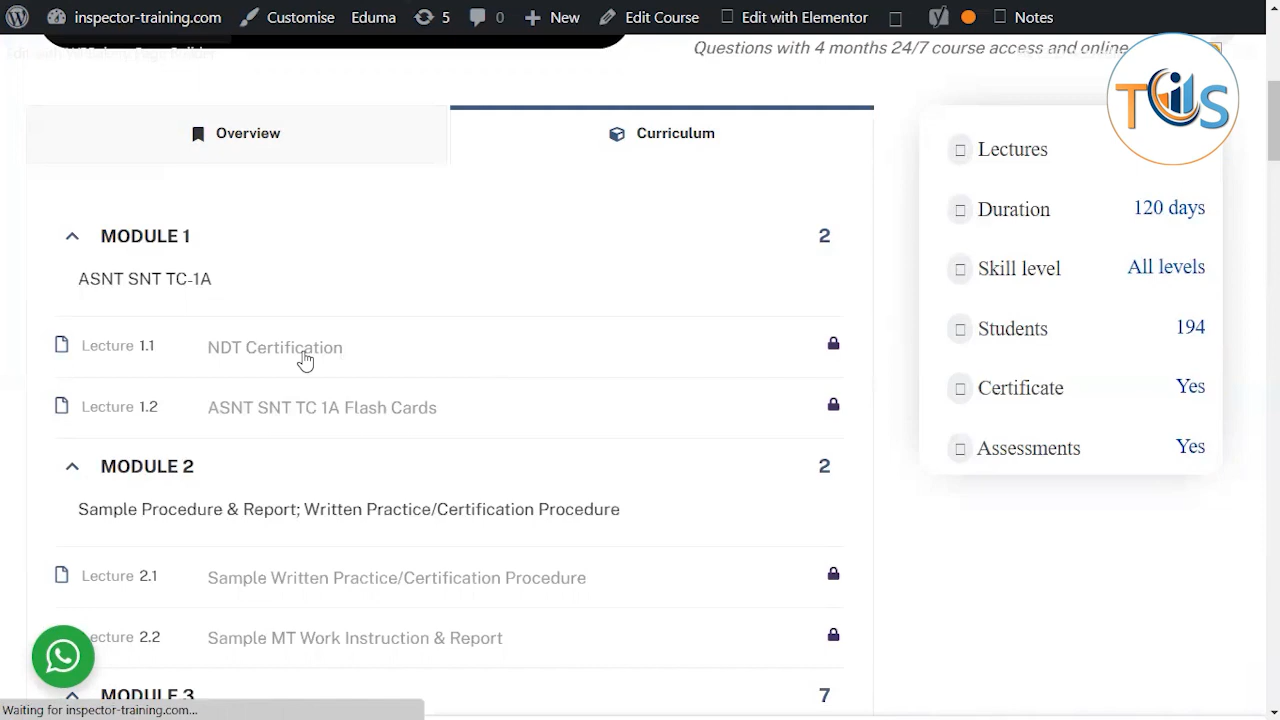 inspector-training.com Customise Eduma 5 0 New Edit Course Edit with Elementor Notes
Questions with 4 months 24/7 course access and online
TCIS
Overview
Curriculum
MODULE 1 2
ASNT SNT TC-1A
Lecture 1.1 NDT Certification
Lecture 1.2 ASNT SNT TC 1A Flash Cards
MODULE 2 2
Sample Procedure & Report; Written Practice/Certification Procedure
Lecture 2.1 Sample Written Practice/Certification Procedure
Lecture 2.2 Sample MT Work Instruction & Report
MODULE 3 7
Lectures
Duration 120 days
Skill level All levels
Students 194
Certificate Yes
Assessments Yes
Waiting for inspector-training.com...